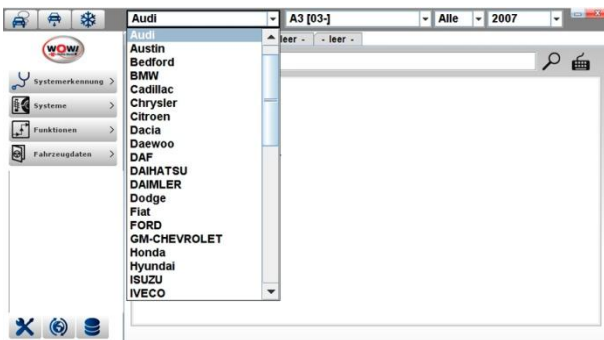 Audi A3 [03-] Alle 2007
leer - - leer -
WOW!
Systemerkennung
Systeme
Funktionen
Fahrzeugdaten
Audi
Austin
Bedford
BMW
Cadillac
Chrysler
Citroen
Dacia
Daewoo
DAF
DAIHATSU
DAIMLER
Dodge
Fiat
FORD
GM-CHEVROLET
Honda
Hyundai
ISUZU
IVECO